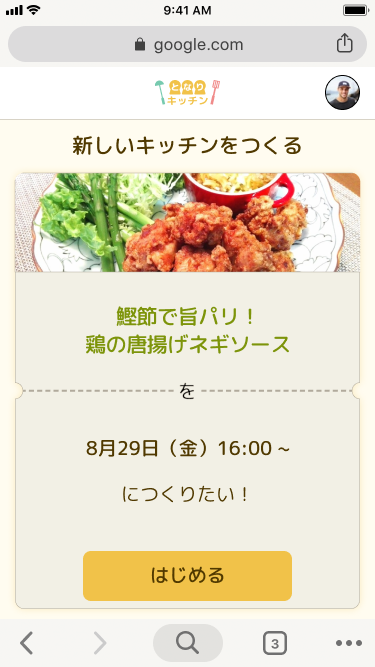 9:41 AM
google.com
となり
キッチン
新しいキッチンをつくる
鰹節で旨パリ！
鶏の唐揚げネギソース
を
8月29日（金）16:00 ~
につくりたい！
はじめる
3